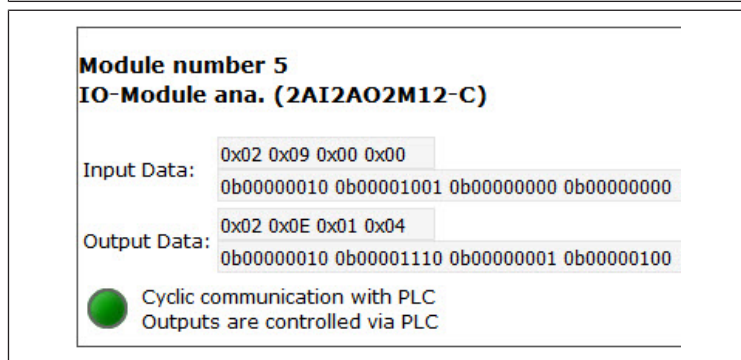 Module number 5
IO-Module ana. (2AI2AO2M12-C)
Input Data:
0x02 0x09 0x00 0x00
0b00000010 0b00001001 0b00000000 0b00000000
Output Data:
0x02 0x0E 0x01 0x04
0b00000010 0b00001110 0b00000001 0b00000100
Cyclic communication with PLC
Outputs are controlled via PLC